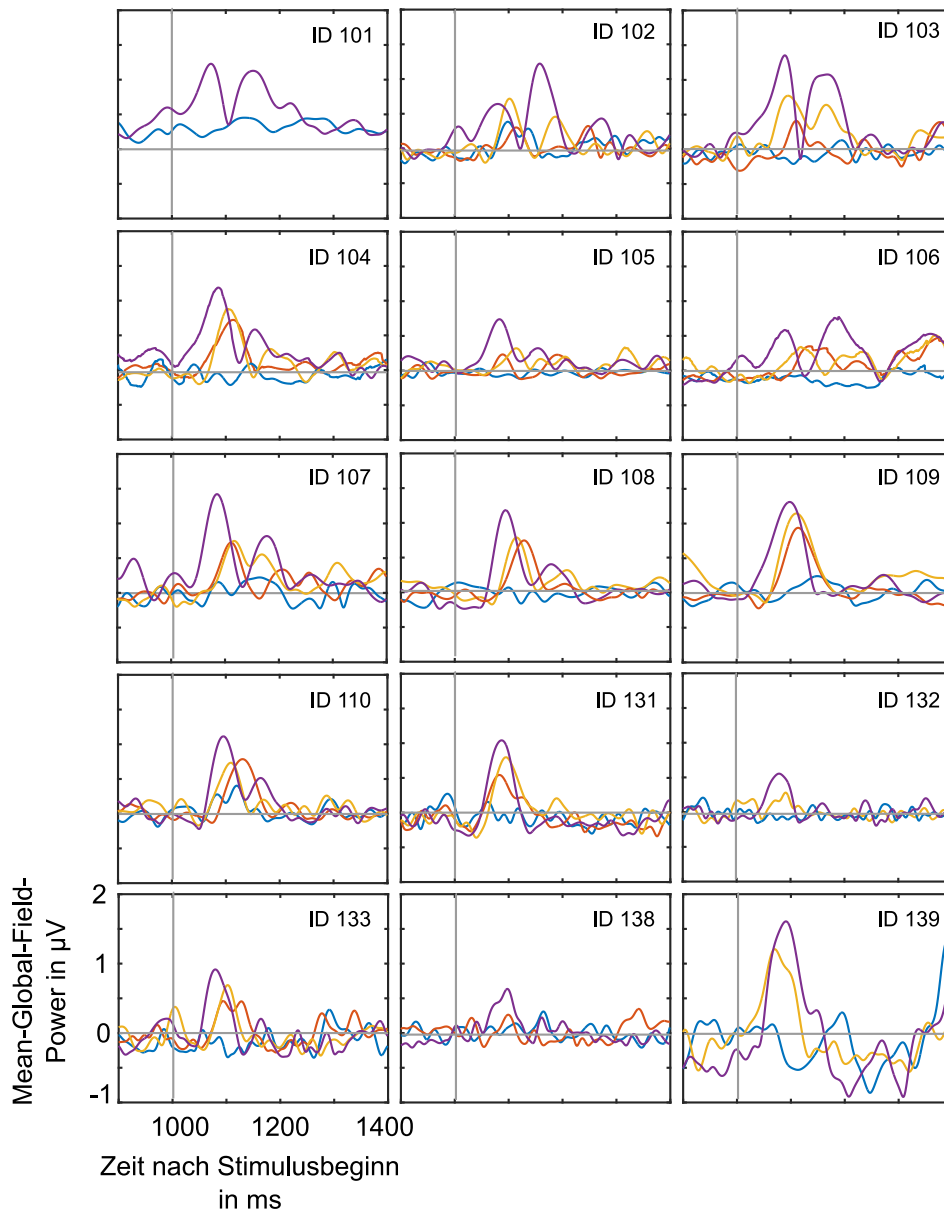 ID 101
ID 102
ID 103
ID 104
ID 105
ID 106
ID 107
ID 108
ID 109
ID 110
ID 131
ID 132
ID 133
ID 138
ID 139
Mean-Global-Field-
Power in µV
2
1
0
-1
1000 1200 1400
Zeit nach Stimulusbeginn
in ms